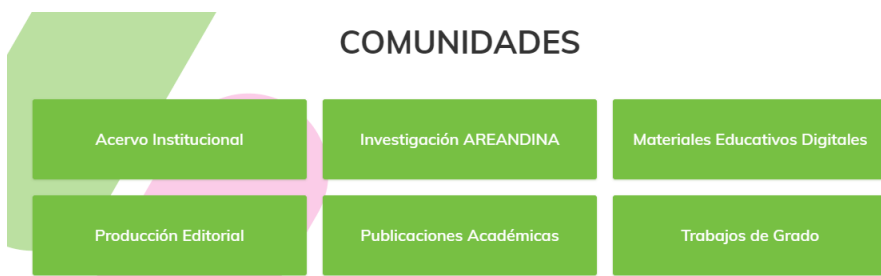 COMUNIDADES
Acervo Institucional
Investigación AREANDINA
Materiales Educativos Digitales
Producción Editorial
Publicaciones Académicas
Trabajos de Grado